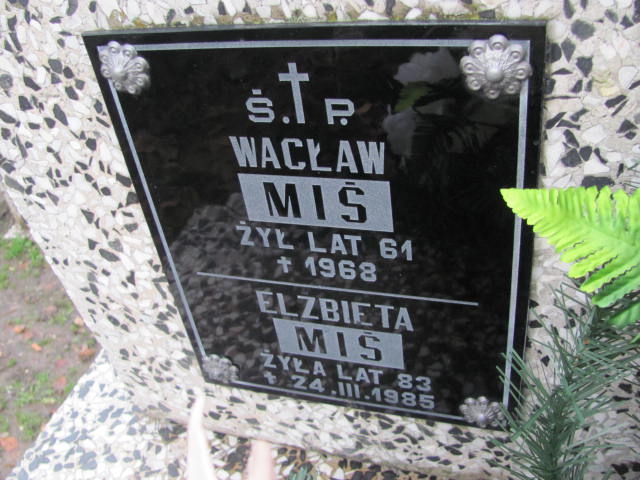 Ś. † P.
WACŁAW
MIŚ
ŻYŁ LAT 61
† 1968
ELŻBIETA
MIŚ
ŻYŁA LAT 83
† 24.III.1985